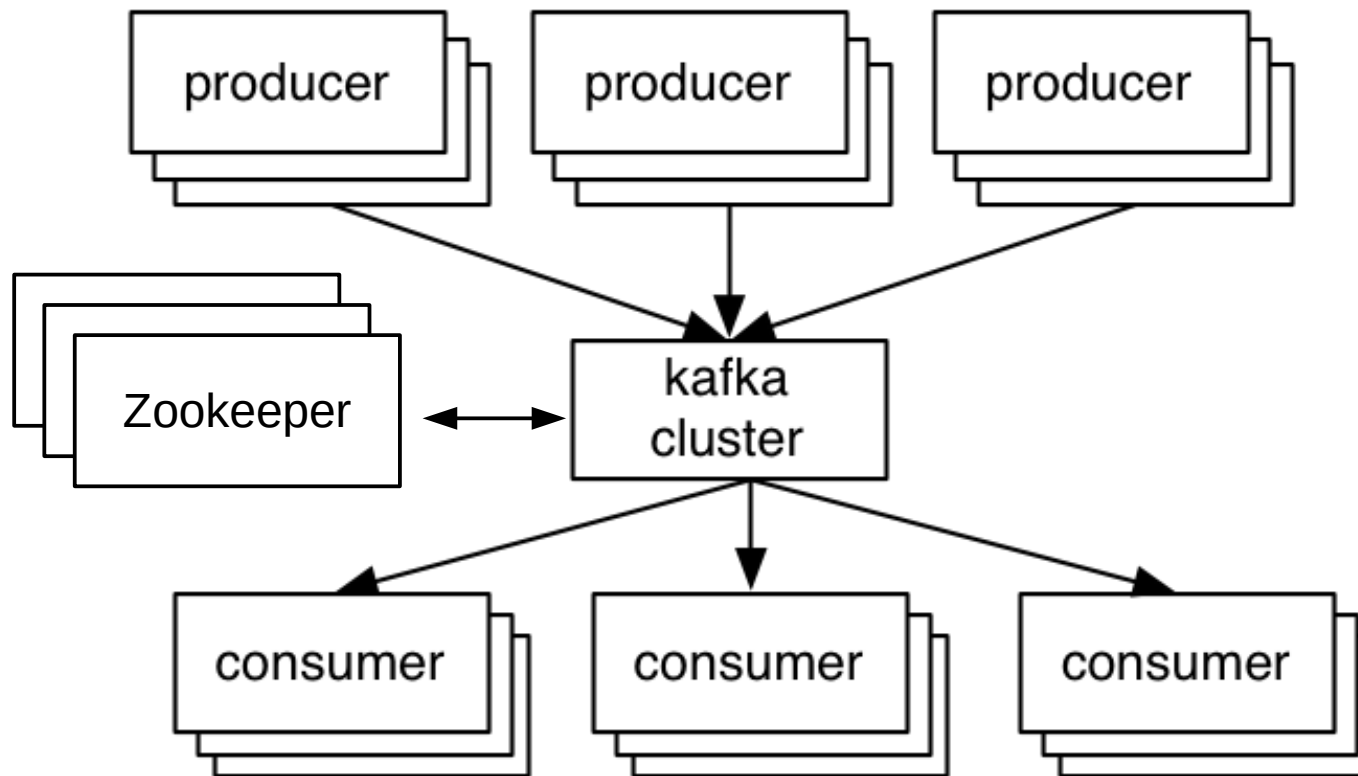 producer
producer
producer
kafka
cluster
Zookeeper
consumer
consumer
consumer